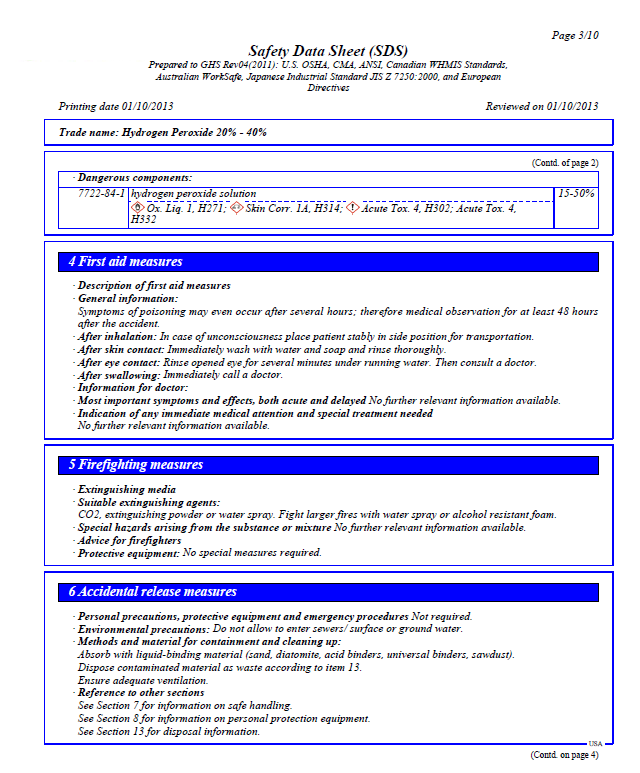 Page 3/10
Safety Data Sheet (SDS)
Prepared to GHS Rev04(2011): U.S. OSHA, CMA, ANSI, Canadian WHMIS Standards,
Australian WorkSafe, Japanese Industrial Standard JIS Z 7250:2000, and European
Directives
Printing date 01/10/2013 Reviewed on 01/10/2013
Trade name: Hydrogen Peroxide 20% - 40%
(Contd. of page 2)
· Dangerous components:
7722-84-1 hydrogen peroxide solution 15-50%
Ox. Liq. 1, H271; Skin Corr. 1A, H314; Acute Tox. 4, H302; Acute Tox. 4,
H332
4 First aid measures
· Description of first aid measures
· General information:
Symptoms of poisoning may even occur after several hours; therefore medical observation for at least 48 hours
after the accident.
· After inhalation: In case of unconsciousness place patient stably in side position for transportation.
· After skin contact: Immediately wash with water and soap and rinse thoroughly.
· After eye contact: Rinse opened eye for several minutes under running water. Then consult a doctor.
· After swallowing: Immediately call a doctor.
· Information for doctor:
· Most important symptoms and effects, both acute and delayed No further relevant information available.
· Indication of any immediate medical attention and special treatment needed
No further relevant information available.
5 Firefighting measures
· Extinguishing media
· Suitable extinguishing agents:
CO2, extinguishing powder or water spray. Fight larger fires with water spray or alcohol resistant foam.
· Special hazards arising from the substance or mixture No further relevant information available.
· Advice for firefighters
· Protective equipment: No special measures required.
6 Accidental release measures
· Personal precautions, protective equipment and emergency procedures Not required.
· Environmental precautions: Do not allow to enter sewers/ surface or ground water.
· Methods and material for containment and cleaning up:
Absorb with liquid-binding material (sand, diatomite, acid binders, universal binders, sawdust).
Dispose contaminated material as waste according to item 13.
Ensure adequate ventilation.
· Reference to other sections
See Section 7 for information on safe handling.
See Section 8 for information on personal protection equipment.
See Section 13 for disposal information.
USA
(Contd. on page 4)